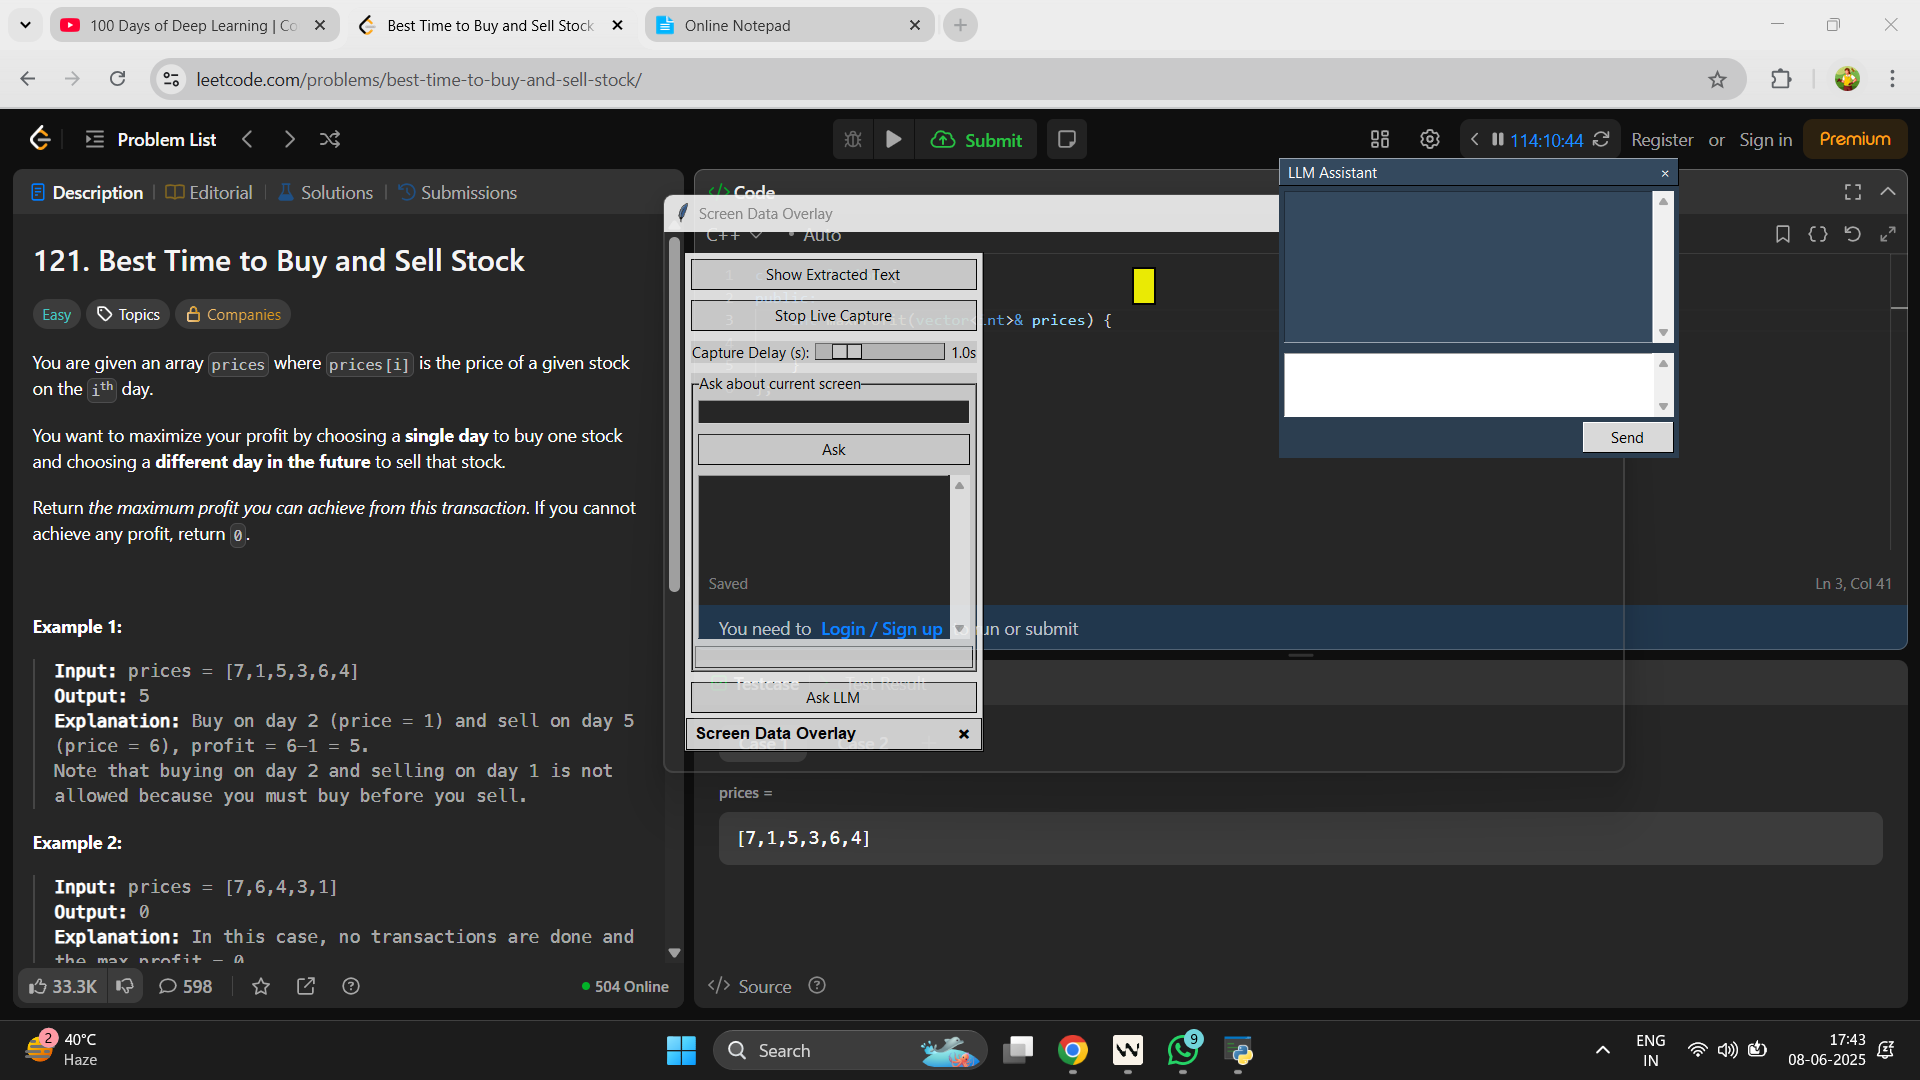 100 Days of Deep Learning | Co
Best Time to Buy and Sell Stock
Online Notepad
leetcode.com/problems/best-time-to-buy-and-sell-stock/
Problem List
Submit
114:10:44
Register or Sign in
Premium
Description
Editorial
Solutions
Submissions
121. Best Time to Buy and Sell Stock
Easy
Topics
Companies
You are given an array prices where prices[i] is the price of a given stock
on the ith day.
You want to maximize your profit by choosing a single day to buy one stock
and choosing a different day in the future to sell that stock.
Return the maximum profit you can achieve from this transaction. If you cannot
achieve any profit, return 0.
Example 1:
Input: prices = [7,1,5,3,6,4]
Output: 5
Explanation: Buy on day 2 (price = 1) and sell on day 5
(price = 6), profit = 6-1 = 5.
Note that buying on day 2 and selling on day 1 is not
allowed because you must buy before you sell.
Example 2:
Input: prices = [7,6,4,3,1]
Output: 0
Explanation: In this case, no transactions are done and
the max profit = 0
33.3K
598
504 Online
Code
Screen Data Overlay
C++
Auto
Show Extracted Text
Stop Live Capture
int>& prices) {
Capture Delay (s):
1.0s
Ask about current screen
Ask
Saved
You need to Login / Sign up to run or submit
Ln 3, Col 41
Testcase
Test Result
Ask LLM
Screen Data Overlay
Case 1
Case 2
prices =
[7,1,5,3,6,4]
Source
LLM Assistant
Send
2
40°C
Haze
Search
9
ENG
IN
17:43
08-06-2025